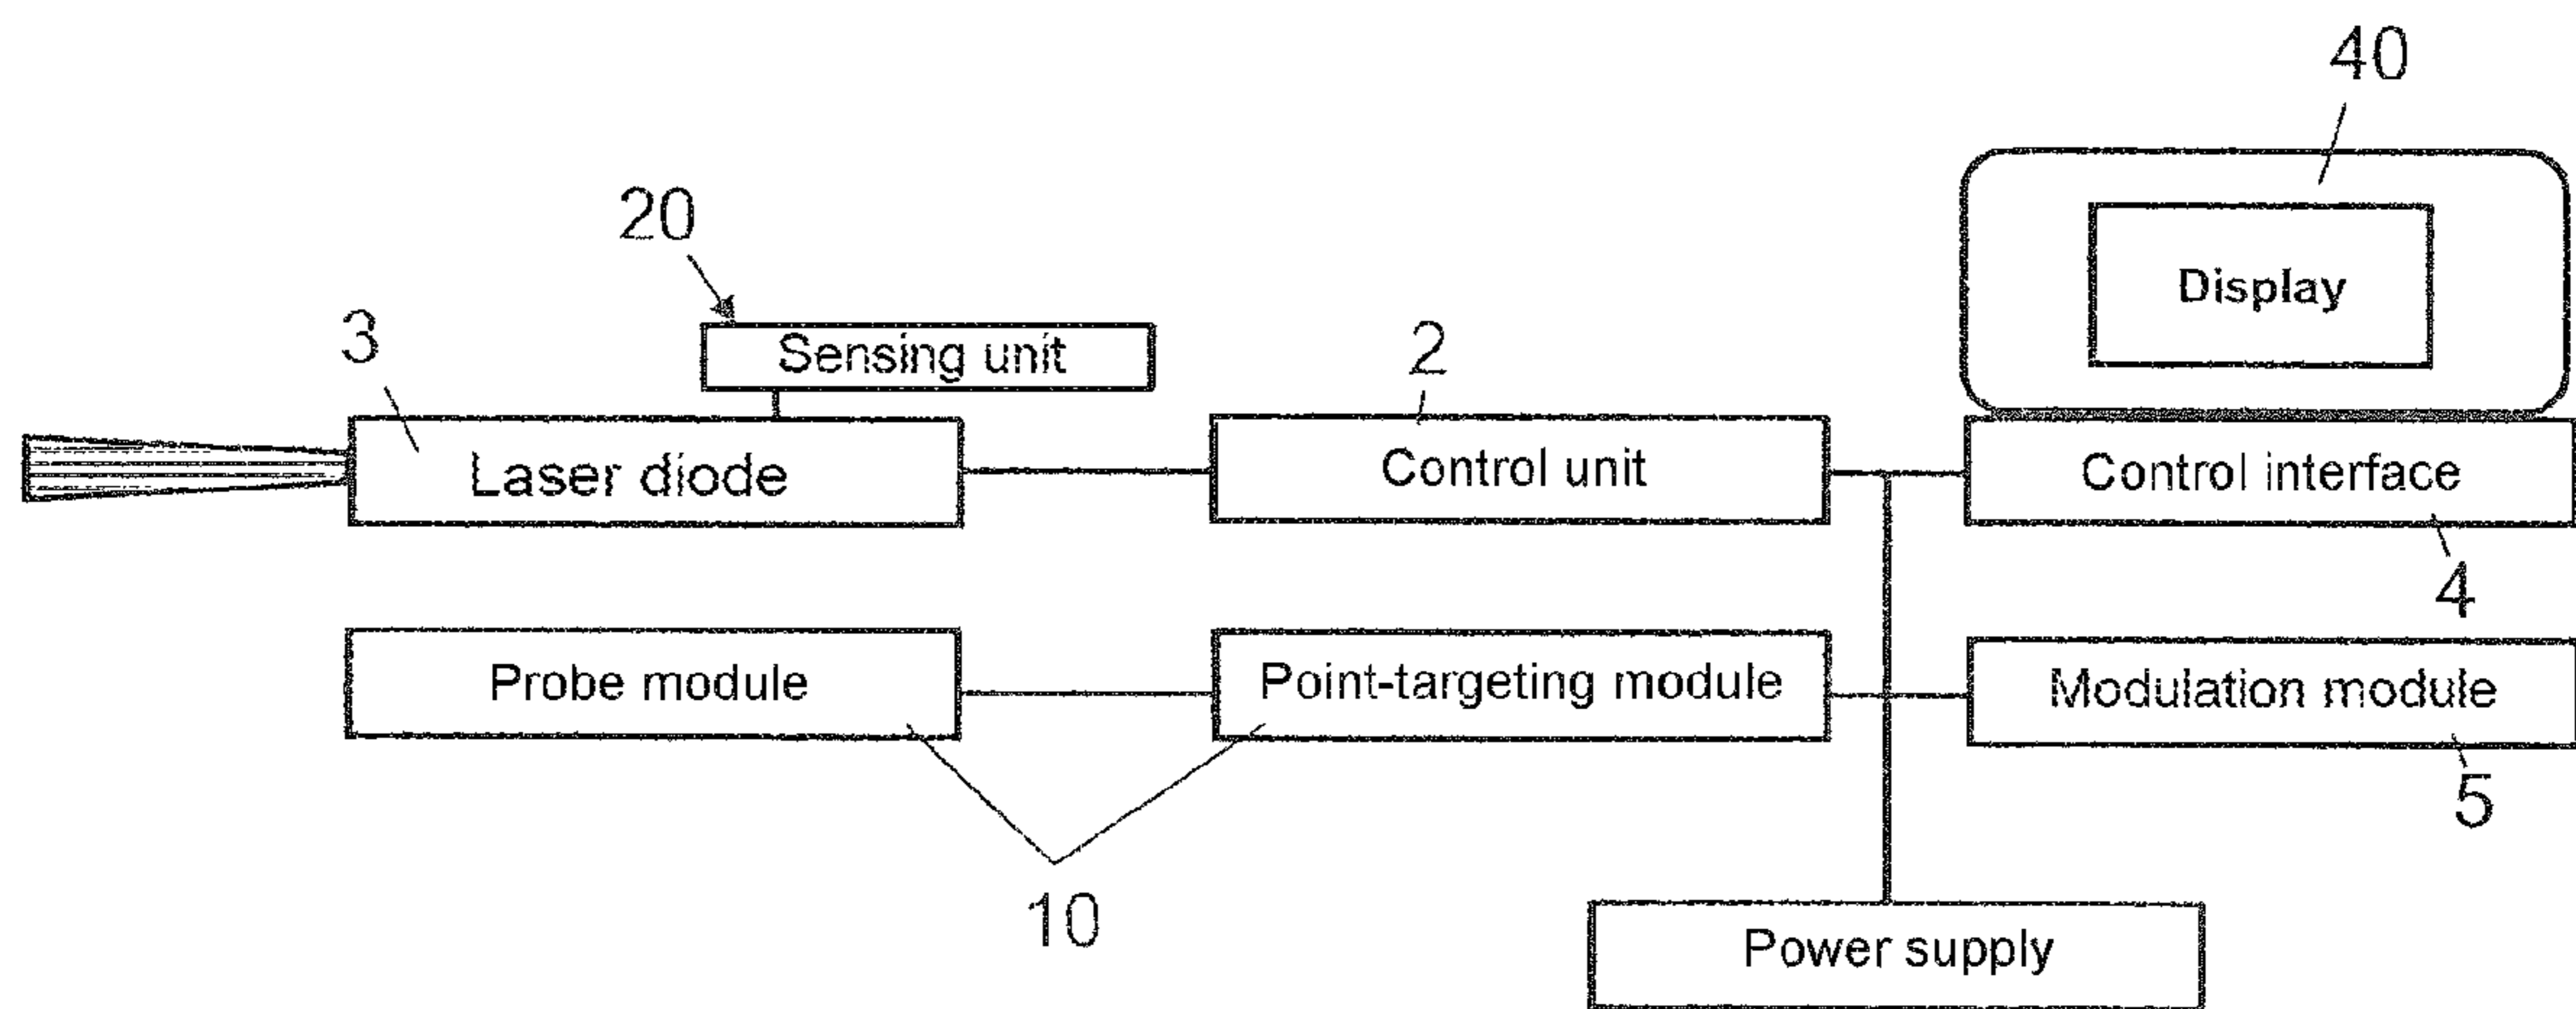 40
20
Display
3
Sensing unit
2
Laser diode
Control unit
Control interface
4
Probe module
Point-targeting module
Modulation module
5
10
Power supply